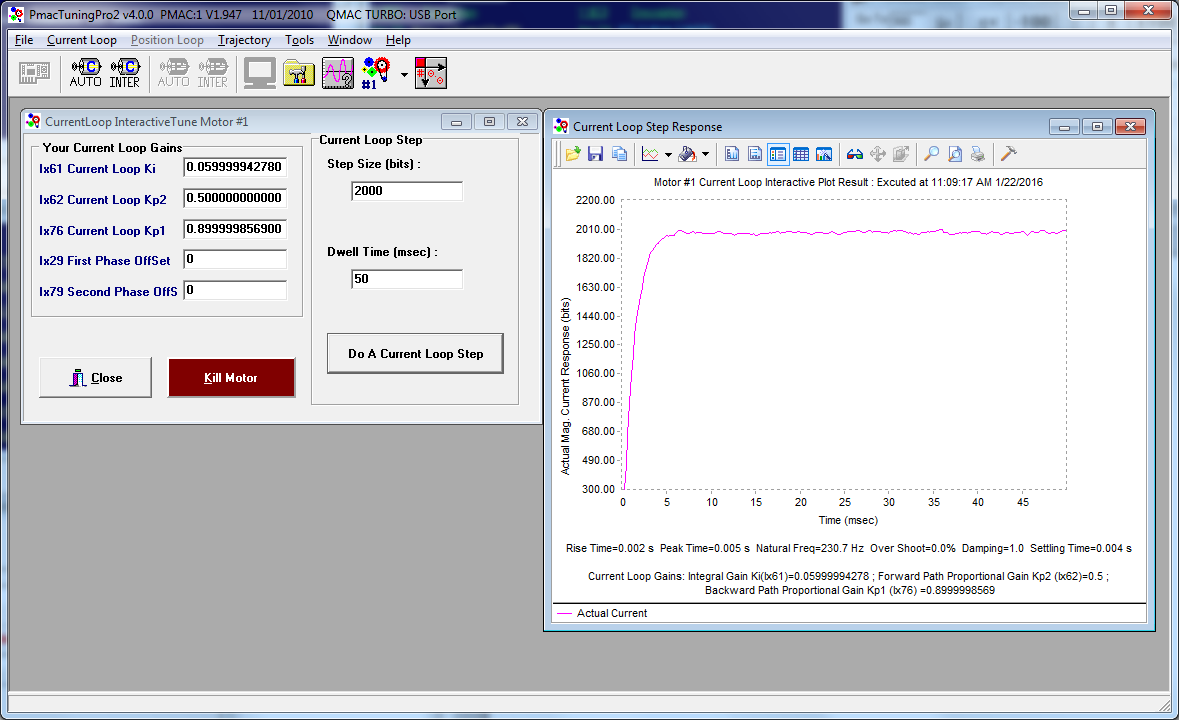 PmacTuningPro2 v4.0.0 PMAC:1 V1.947 11/01/2010 QMAC TURBO: USB Port
File Current Loop Position Loop Trajectory Tools Window Help
AUTO INTER AUTO INTER #1
CurrentLoop InteractiveTune Motor #1
Your Current Loop Gains
Ix61 Current Loop Ki 0.059999942780
Ix62 Current Loop Kp2 0.500000000000
Ix76 Current Loop Kp1 0.899999856900
Ix29 First Phase OffSet 0
Ix79 Second Phase OffS 0
Close
Kill Motor
Current Loop Step
Step Size (bits) :
2000
Dwell Time (msec) :
50
Do A Current Loop Step
Current Loop Step Response
Motor #1 Current Loop Interactive Plot Result : Excuted at 11:09:17 AM 1/22/2016
Actual Mag. Current Response (bits)
2200.00
2010.00
1820.00
1630.00
1440.00
1250.00
1060.00
870.00
680.00
490.00
300.00
0 5 10 15 20 25 30 35 40 45
Time (msec)
Rise Time=0.002 s Peak Time=0.005 s Natural Freq=230.7 Hz Over Shoot=0.0% Damping=1.0 Settling Time=0.004 s
Current Loop Gains: Integral Gain Ki(Ix61)=0.05999994278 ; Forward Path Proportional Gain Kp2 (Ix62)=0.5 ;
Backward Path Proportional Gain Kp1 (Ix76) =0.8999998569
Actual Current